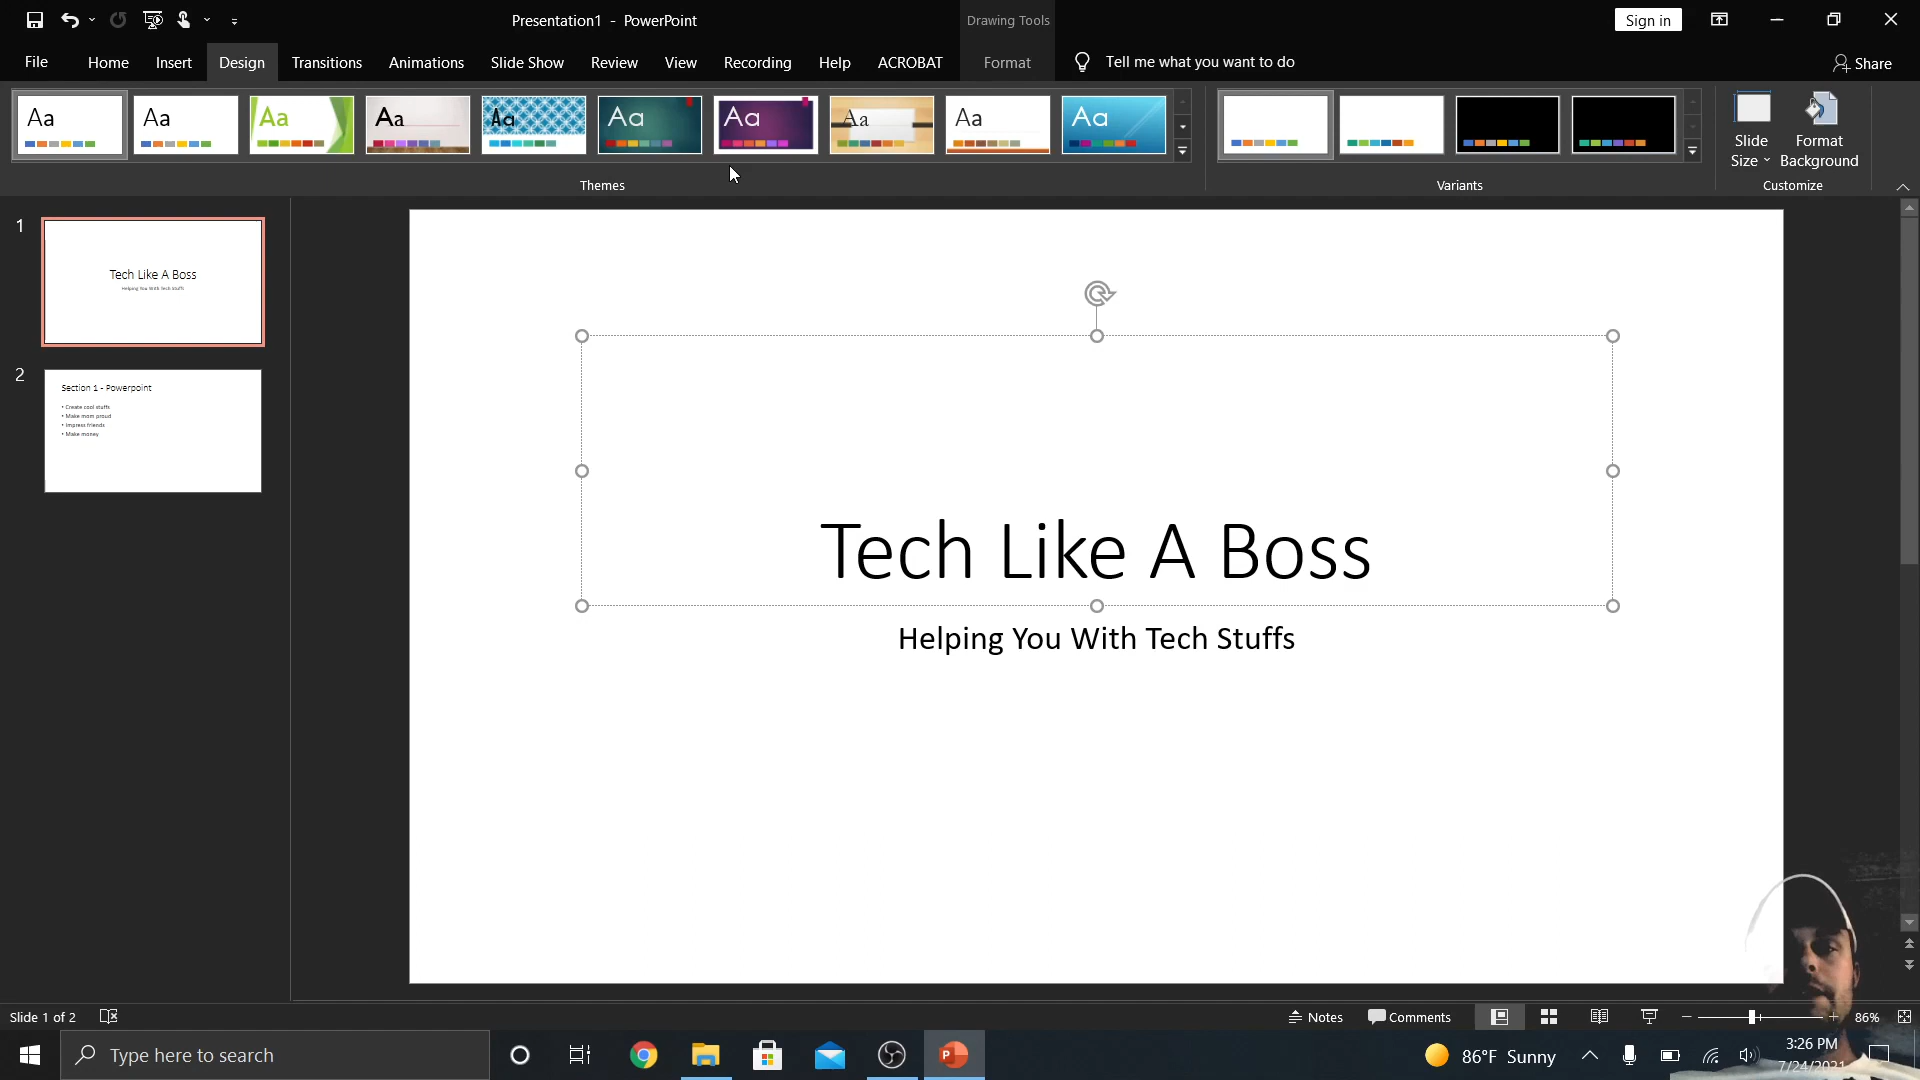 Presentation1 - PowerPoint
Drawing Tools
Sign in
File
Home
Insert
Design
Transitions
Animations
Slide Show
Review
View
Recording
Help
ACROBAT
Format
Tell me what you want to do
Share
Aa
Aa
Aa
Aa
Aa
Aa
Aa
Aa
Aa
Aa
Slide Size
Format Background
Themes
Variants
Customize
1
Tech Like A Boss
Helping You With Tech Stuffs
2
Section 1 - Powerpoint
• Create cool stuffs
• Make mom proud
• Impress friends
• Make money
Tech Like A Boss
Helping You With Tech Stuffs
Slide 1 of 2
Notes
Comments
86%
Type here to search
P
86°F Sunny
3:26 PM
7/24/2021